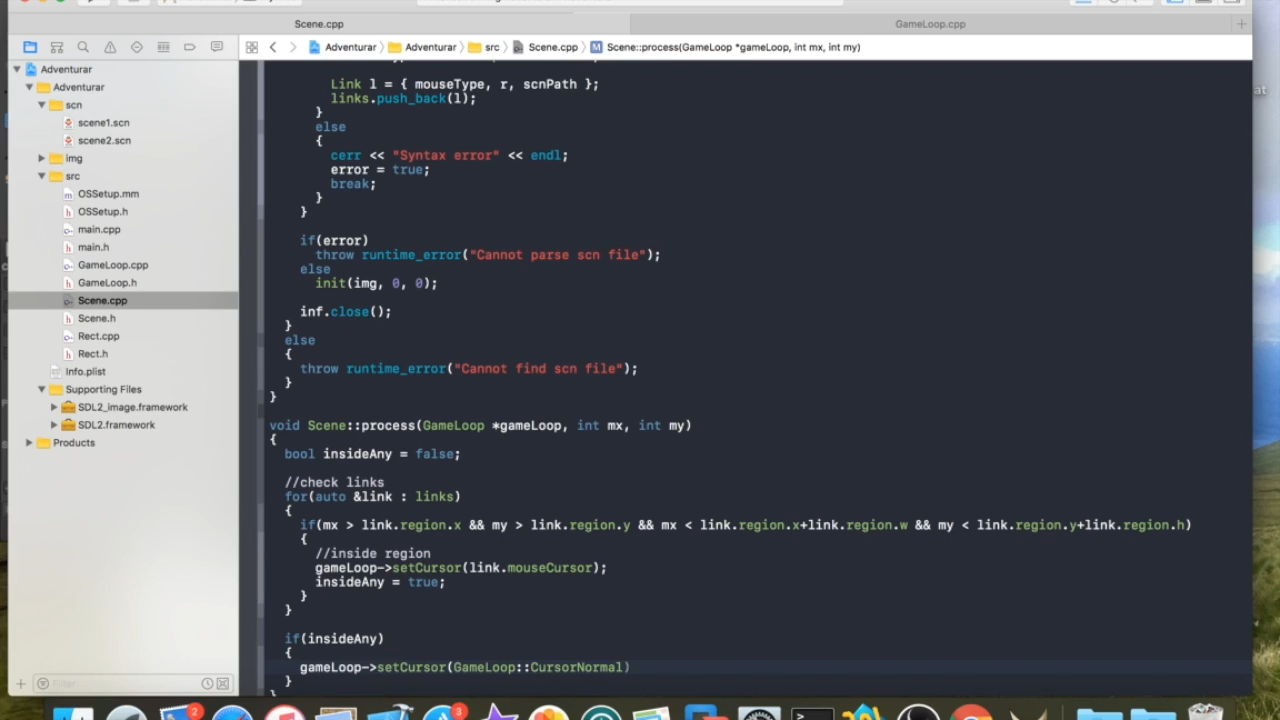 Scene.cpp
GameLoop.cpp
Adventurar
Adventurar
src
Scene.cpp
Scene::process(GameLoop *gameLoop, int mx, int my)
Adventurar
Adventurar
scn
scene1.scn
scene2.scn
img
src
OSSetup.mm
OSSetup.h
main.cpp
main.h
GameLoop.cpp
GameLoop.h
Scene.cpp
Scene.h
Rect.cpp
Rect.h
Info.plist
Supporting Files
SDL2_image.framework
SDL2.framework
Products
Filter
Link l = { mouseType, r, scnPath };
links.push_back(l);
}
else
{
cerr << "Syntax error" << endl;
error = true;
break;
}
}
if(error)
throw runtime_error("Cannot parse scn file");
else
init(img, 0, 0);
inf.close();
}
else
{
throw runtime_error("Cannot find scn file");
}
}
void Scene::process(GameLoop *gameLoop, int mx, int my)
{
bool insideAny = false;
//check links
for(auto &link : links)
{
if(mx > link.region.x && my > link.region.y && mx < link.region.x+link.region.w && my < link.region.y+link.region.h)
{
//inside region
gameLoop->setCursor(link.mouseCursor);
insideAny = true;
}
}
if(insideAny)
{
gameLoop->setCursor(GameLoop::CursorNormal)
}
}
at
2
3